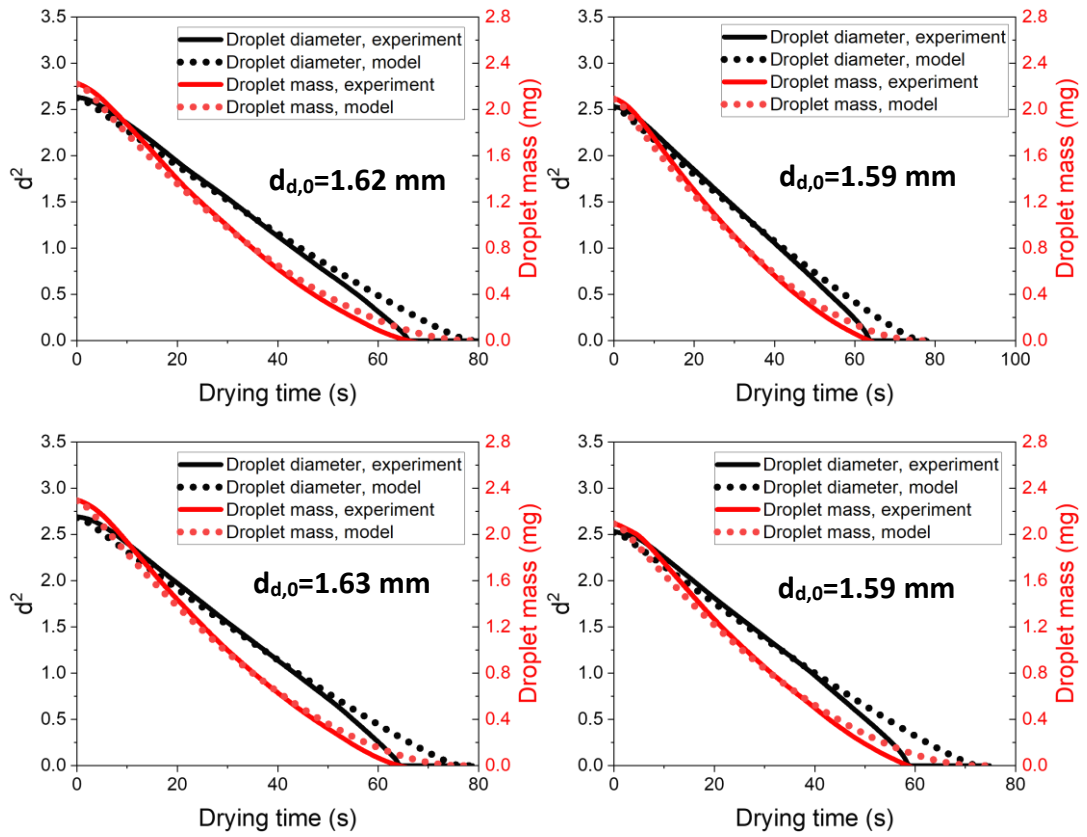 3.5
3.0
2.5
2.0
1.5
1.0
0.5
0.0
d²
Droplet diameter, experiment
Droplet diameter, model
Droplet mass, experiment
Droplet mass, model
d_d,0=1.62 mm
2.8
2.4
2.0
1.6
1.2
0.8
0.4
0.0
Droplet mass (mg)
0 20 40 60 80
Drying time (s)
3.5
3.0
2.5
2.0
1.5
1.0
0.5
0.0
d²
Droplet diameter, experiment
Droplet diameter, model
Droplet mass, experiment
Droplet mass, model
d_d,0=1.59 mm
2.8
2.4
2.0
1.6
1.2
0.8
0.4
0.0
Droplet mass (mg)
0 20 40 60 80 100
Drying time (s)
3.5
3.0
2.5
2.0
1.5
1.0
0.5
0.0
d²
Droplet diameter, experiment
Droplet diameter, model
Droplet mass, experiment
Droplet mass, model
d_d,0=1.63 mm
2.8
2.4
2.0
1.6
1.2
0.8
0.4
0.0
Droplet mass (mg)
0 20 40 60 80
Drying time (s)
3.5
3.0
2.5
2.0
1.5
1.0
0.5
0.0
d²
Droplet diameter, experiment
Droplet diameter, model
Droplet mass, experiment
Droplet mass, model
d_d,0=1.59 mm
2.8
2.4
2.0
1.6
1.2
0.8
0.4
0.0
Droplet mass (mg)
0 20 40 60 80
Drying time (s)